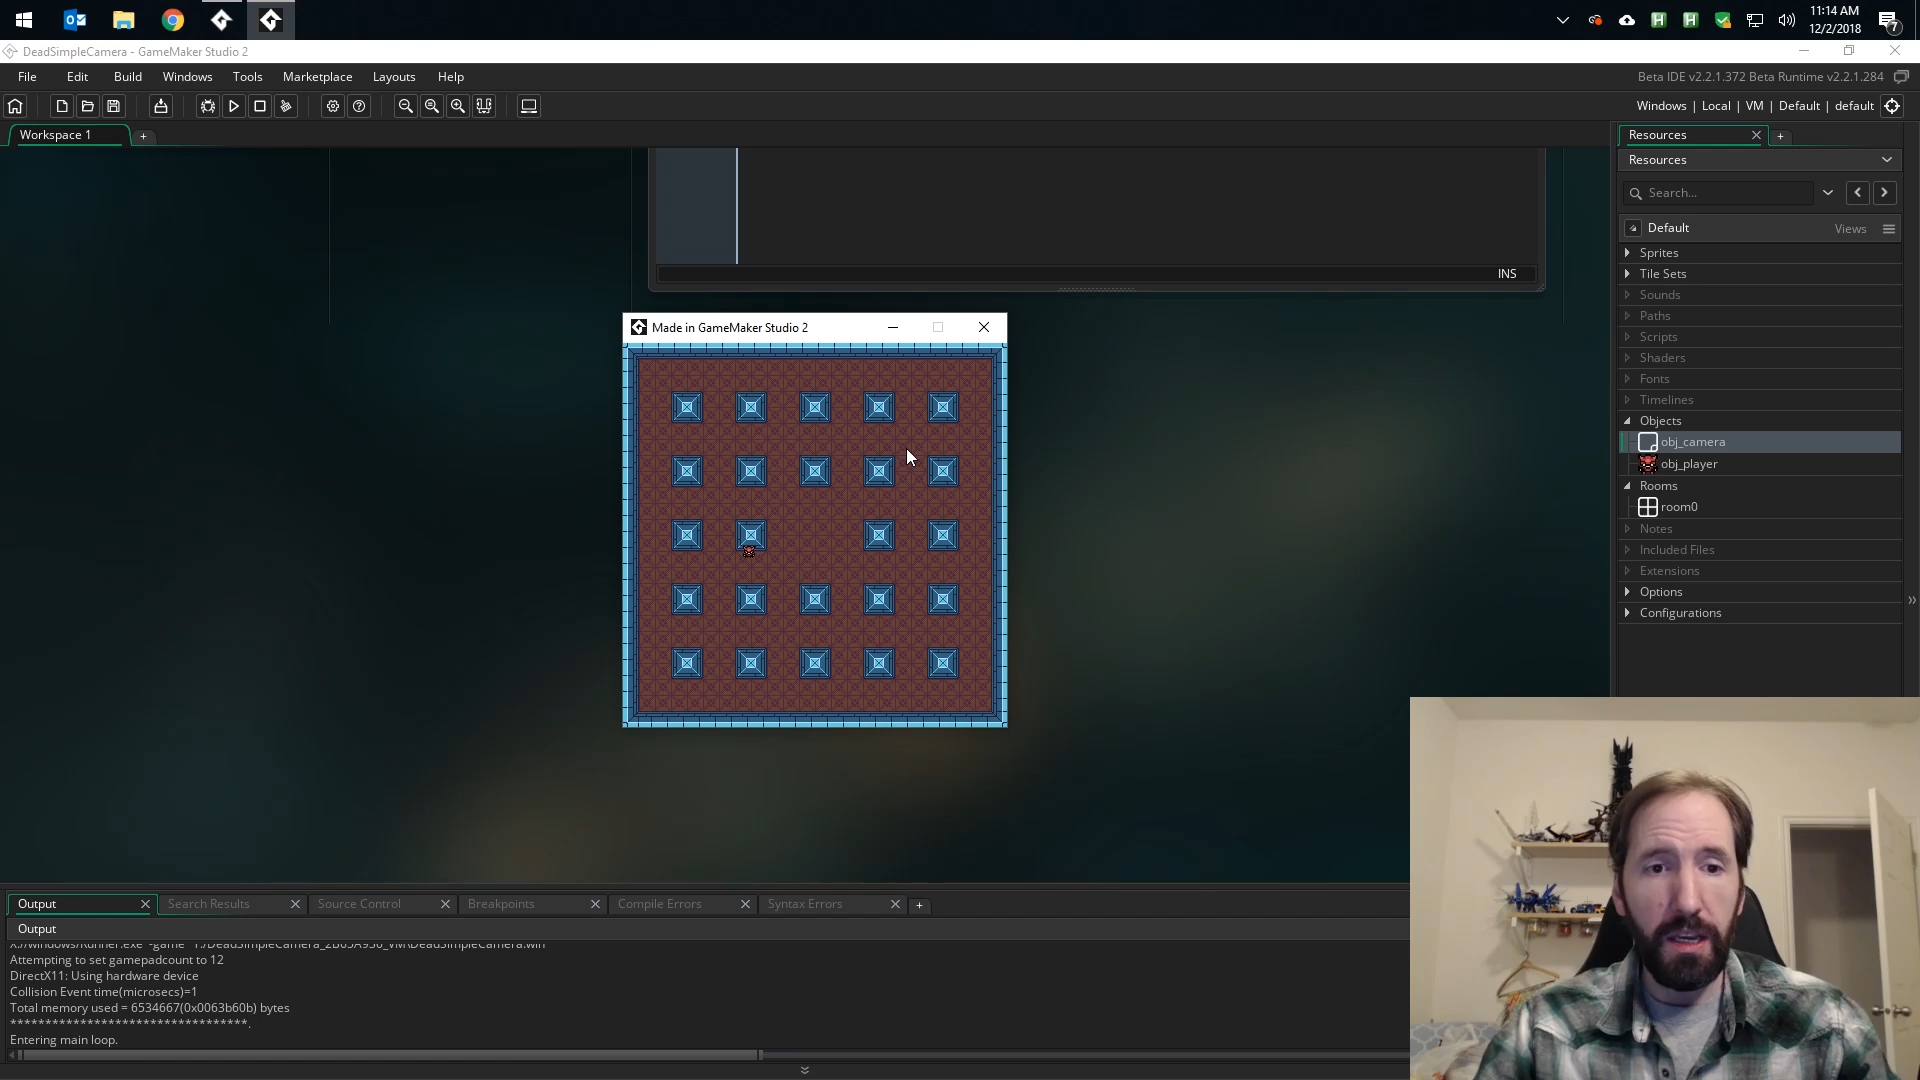 11:14 AM
12/2/2018
7
DeadSimpleCamera - GameMaker Studio 2
File Edit Build Windows Tools Marketplace Layouts Help
Beta IDE v2.2.1.372 Beta Runtime v2.2.1.284
Windows | Local | VM | Default | default
Workspace 1
Resources
Resources
Search...
Default Views
Sprites
Tile Sets
Sounds
Paths
Scripts
Shaders
Fonts
Timelines
Objects
obj_camera
obj_player
Rooms
room0
Notes
Included Files
Extensions
Options
Configurations
INS
Made in GameMaker Studio 2
Output Search Results Source Control Breakpoints Compile Errors Syntax Errors
Output
Attempting to set gamepadcount to 12
DirectX11: Using hardware device
Collision Event time(microsecs)=1
Total memory used = 6534667(0x0063b60b) bytes
**********************************.
Entering main loop.